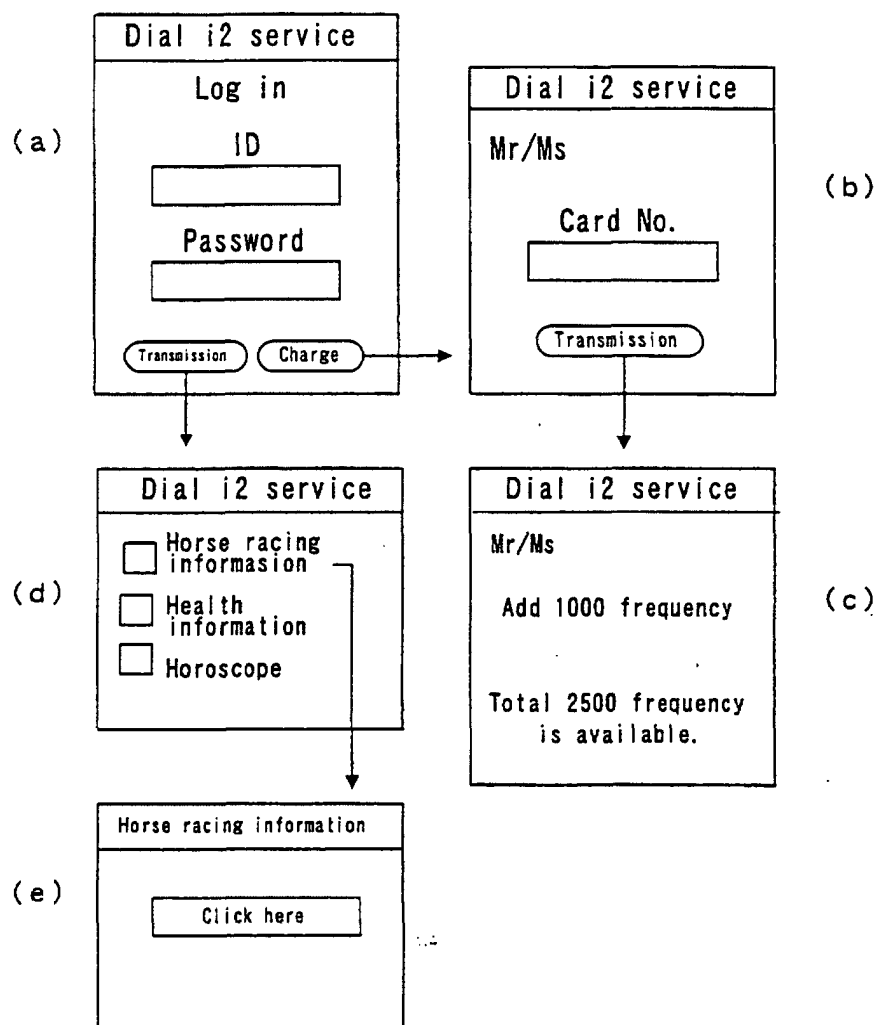 Dial i2 service
Log in
(a)
ID
Password
Transmission
Charge
Dial i2 service
Mr/Ms
(b)
Card No.
Transmission
Dial i2 service
(d)
Horse racing
informasion
Health
information
Horoscope
Dial i2 service
Mr/Ms
Add 1000 frequency
(c)
Total 2500 frequency
is available.
Horse racing information
(e)
Click here